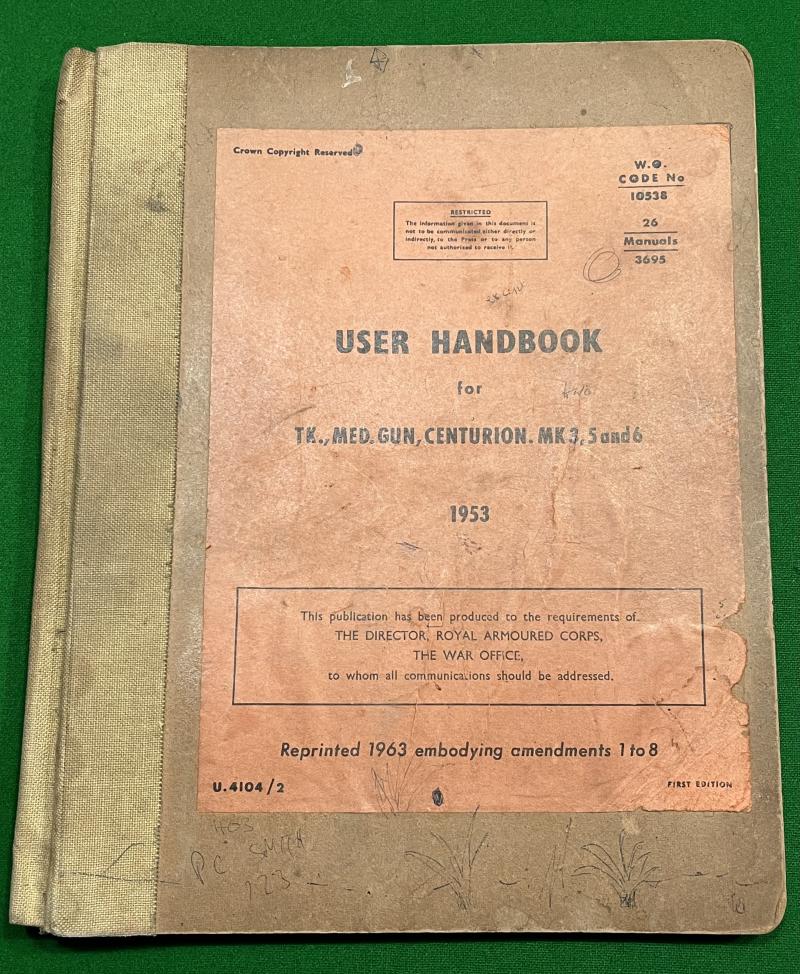 Crown Copyright Reserved
W.O.
CODE No
10538
26
Manuals
3695
RESTRICTED
The information given in this document is
not to be communicated either directly or
indirectly, to the Press or to any person
not authorised to receive it.
USER HANDBOOK
for
TK., MED. GUN, CENTURION. MK 3, 5 and 6
1953
This publication has been produced to the requirements of
THE DIRECTOR, ROYAL ARMOURED CORPS,
THE WAR OFFICE,
to whom all communications should be addressed.
Reprinted 1963 embodying amendments 1 to 8
U.4104/2
FIRST EDITION
PC SMITH
123